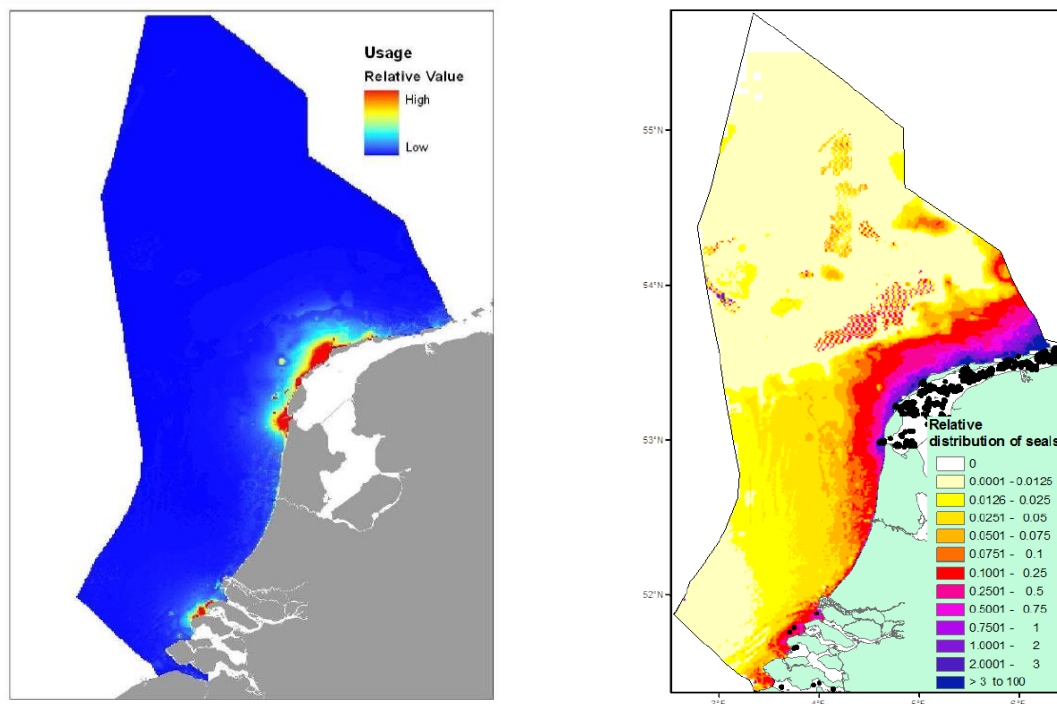 Usage
Relative Value
High
Low
55°N
54°N
53°N
52°N
Relative
distribution of seals
0
0.0001 - 0.0125
0.0126 - 0.025
0.0251 - 0.05
0.0501 - 0.075
0.0751 - 0.1
0.1001 - 0.25
0.2501 - 0.5
0.5001 - 0.75
0.7501 - 1
1.0001 - 2
2.0001 - 3
> 3 to 100